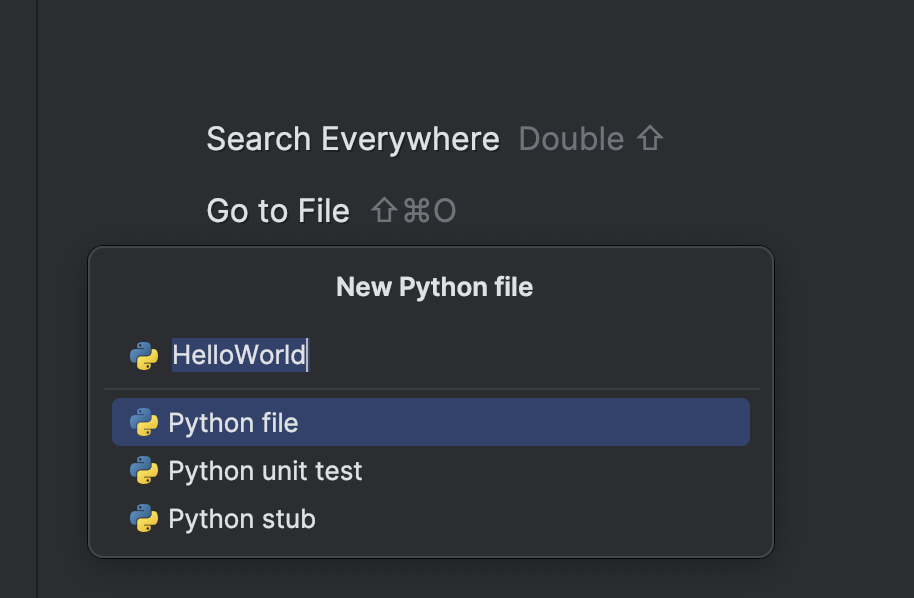 Search Everywhere Double ⇧
Go to File ⇧⌘O
New Python file
HelloWorld
Python file
Python unit test
Python stub